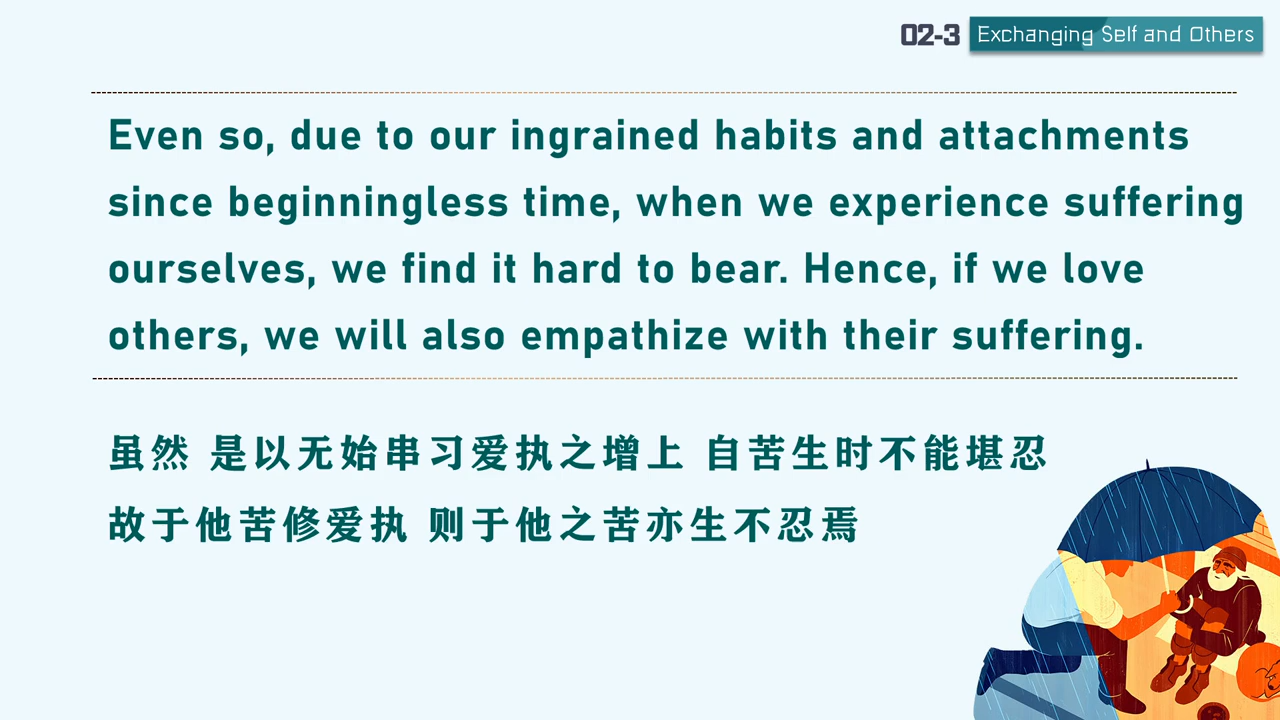 02-3 Exchanging Self and Others
Even so, due to our ingrained habits and attachments
since beginningless time, when we experience suffering
ourselves, we find it hard to bear. Hence, if we love
others, we will also empathize with their suffering.
虽然 是以无始串习爱执之增上 自苦生时不能堪忍
故于他苦修爱执 则于他之苦亦生不忍焉